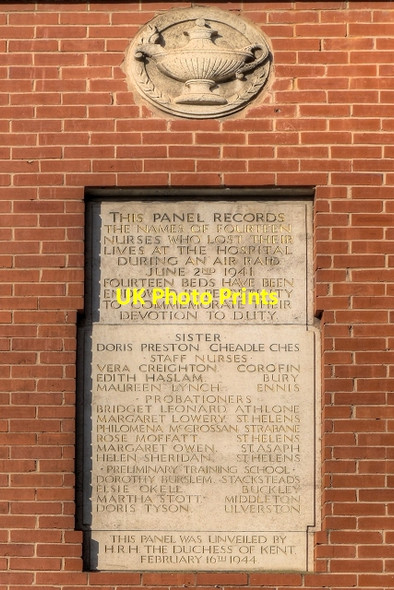 THIS PANEL RECORDS
THE NAMES OF FOURTEEN
NURSES WHO LOST THEIR
LIVES AT THE HOSPITAL
DURING AN AIR RAID
JUNE 2ND 1941
FOURTEEN BEDS HAVE BEEN
UK Photo Prints
DEVOTION TO DUTY.
SISTER
DORIS PRESTON CHEADLE CHES
·STAFF NURSES
VERA CREIGHTON. COROFIN
EDITH HASLAM BURY
MAUREEN LYNCH. ENNIS
·PROBATIONERS·
BRIDGET LEONARD ATHLONE
MARGARET LOWERY ST.HELENS
PHILOMENA McCROSSAN STRABANE
ROSE MOFFATT ST.HELENS
MARGARET OWEN. ST.ASAPH
HELEN SHERIDAN. ST.HELENS
·PRELIMINARY TRAINING SCHOOL·
DOROTHY BURSLEM. STACKSTEADS
ELSIE OKELL. BUCKLEY
MARTHA STOTT MIDDLETON
DORIS TYSON. ULVERSTON
THIS PANEL WAS UNVEILED BY
H.R.H. THE DUCHESS OF KENT
FEBRUARY 16TH 1944